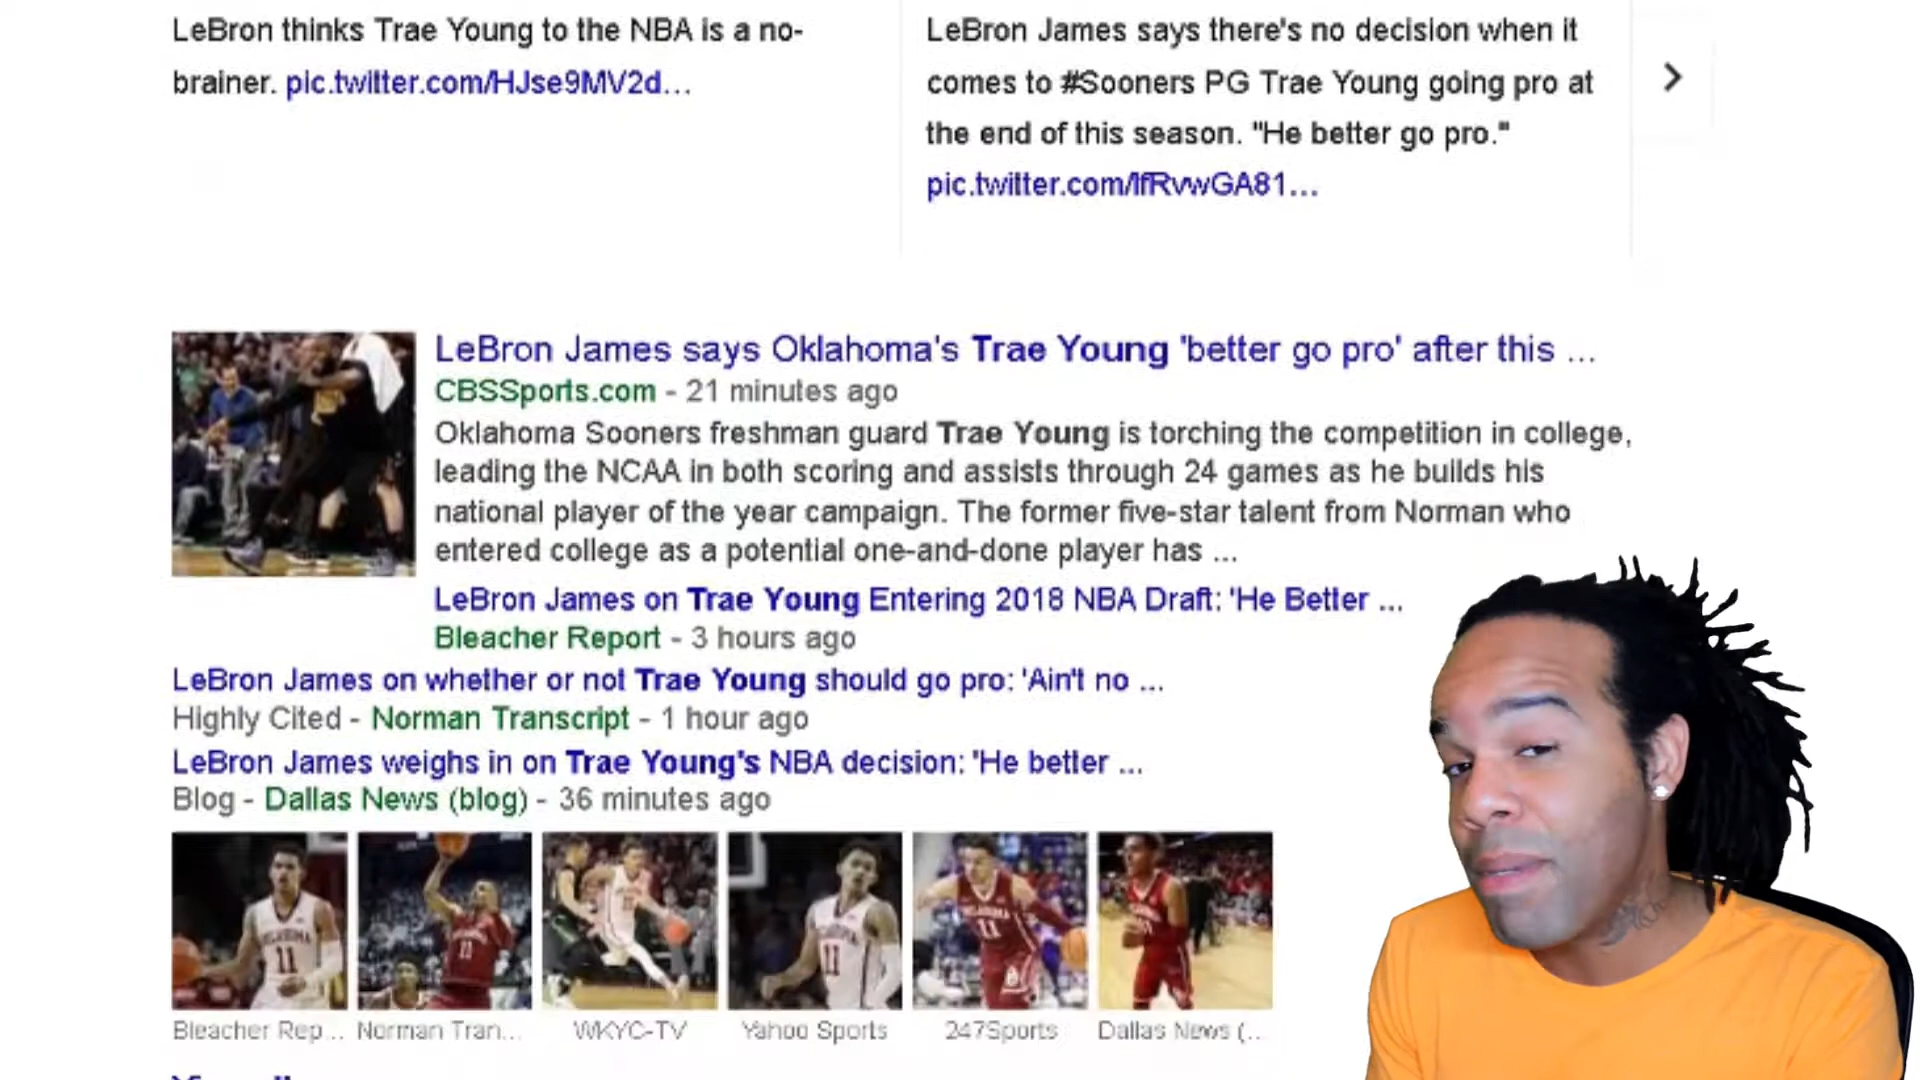 LeBron thinks Trae Young to the NBA is a no-
brainer. pic.twitter.com/HJse9MV2d...
LeBron James says there's no decision when it
comes to #Sooners PG Trae Young going pro at
the end of this season. "He better go pro."
pic.twitter.com/IfRvwGA81...
LeBron James says Oklahoma's Trae Young 'better go pro' after this ...
CBSSports.com - 21 minutes ago
Oklahoma Sooners freshman guard Trae Young is torching the competition in college,
leading the NCAA in both scoring and assists through 24 games as he builds his
national player of the year campaign. The former five-star talent from Norman who
entered college as a potential one-and-done player has ...
LeBron James on Trae Young Entering 2018 NBA Draft: 'He Better ...
Bleacher Report - 3 hours ago
LeBron James on whether or not Trae Young should go pro: 'Ain't no ...
Highly Cited - Norman Transcript - 1 hour ago
LeBron James weighs in on Trae Young's NBA decision: 'He better ...
Blog - Dallas News (blog) - 36 minutes ago
OKLAHOMA
11
11
11
OKLAHOMA
11
Bleacher Rep... Norman Tran... WKYC-TV Yahoo Sports 247Sports Dallas News (...